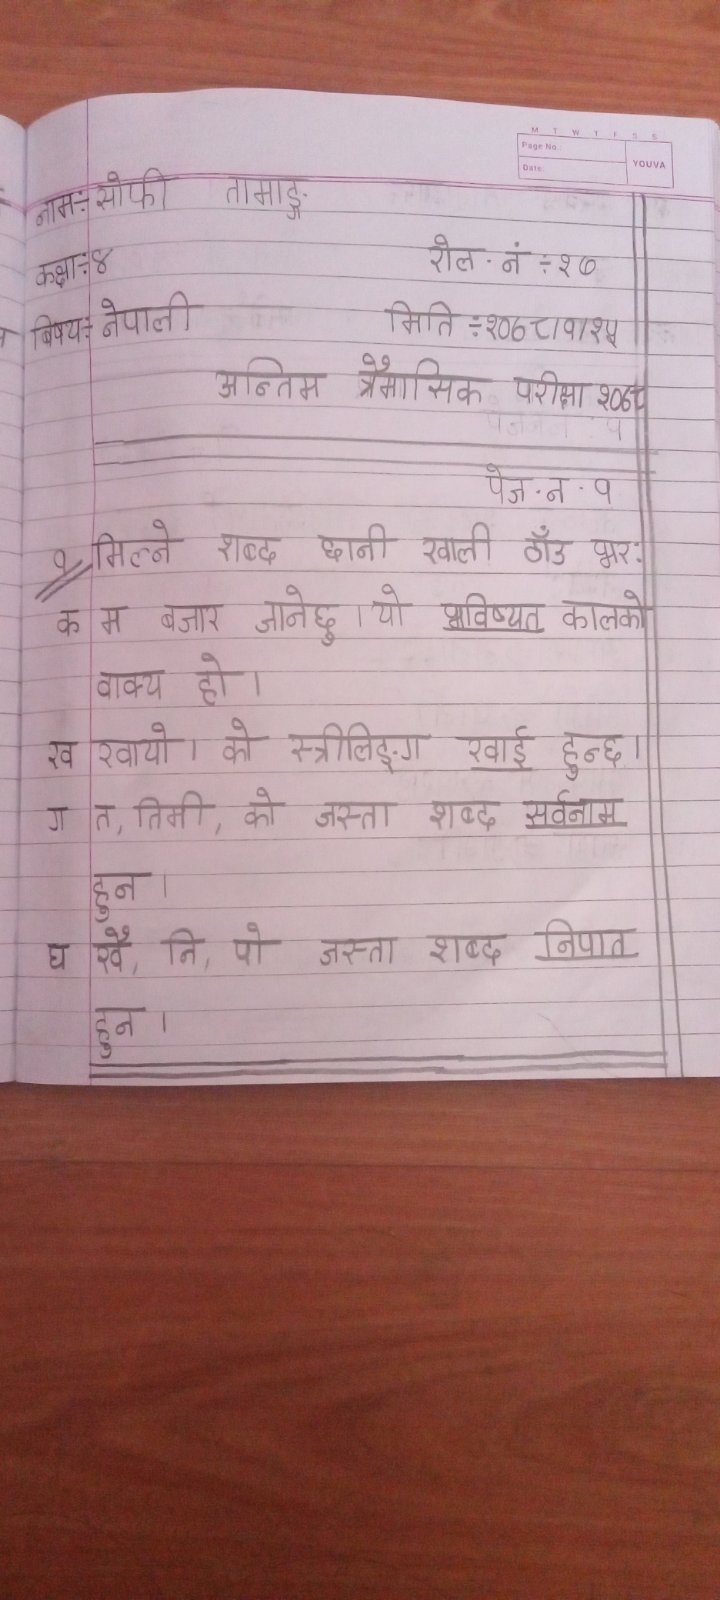 M T W T F S S
Page No.:
Date:
YOUVA
नामः- सोफी तामाङ्ग
कक्षाः- ४ रोल . नं ः- २७
बिषयः- नेपाली मिति ः- २०७८/१/२५
अन्तिम त्रैमासिक परीक्षा २०७८
पेज . न . १
१ मिल्ने शब्द छानी खाली ठाँउ भर:
क म बजार जानेछु । यो भविष्यत कालको
वाक्य हो ।
ख खायो । को स्त्रीलिङ्ग खाई हुन्छ ।
ग त, तिमी, को जस्ता शब्द सर्वनाम
हुन ।
घ खै, नि, पो जस्ता शब्द निपात
हुन ।